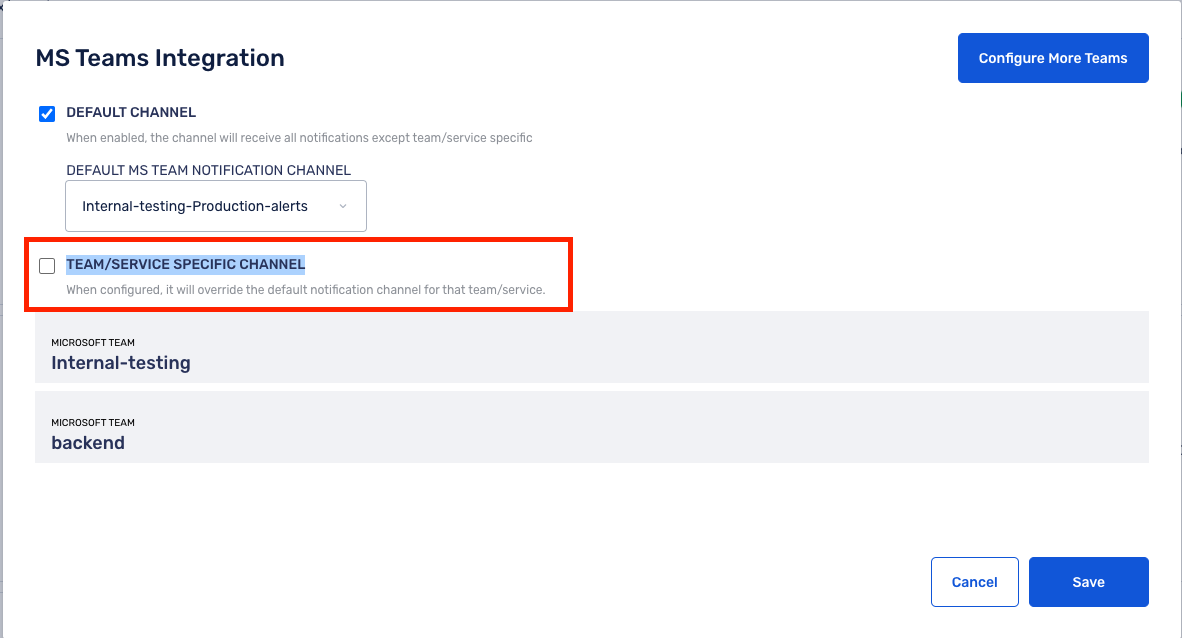 MS Teams Integration
Configure More Teams
DEFAULT CHANNEL
When enabled, the channel will receive all notifications except team/service specific
DEFAULT MS TEAM NOTIFICATION CHANNEL
Internal-testing-Production-alerts
TEAM/SERVICE SPECIFIC CHANNEL
When configured, it will override the default notification channel for that team/service.
MICROSOFT TEAM
Internal-testing
MICROSOFT TEAM
backend
Cancel
Save